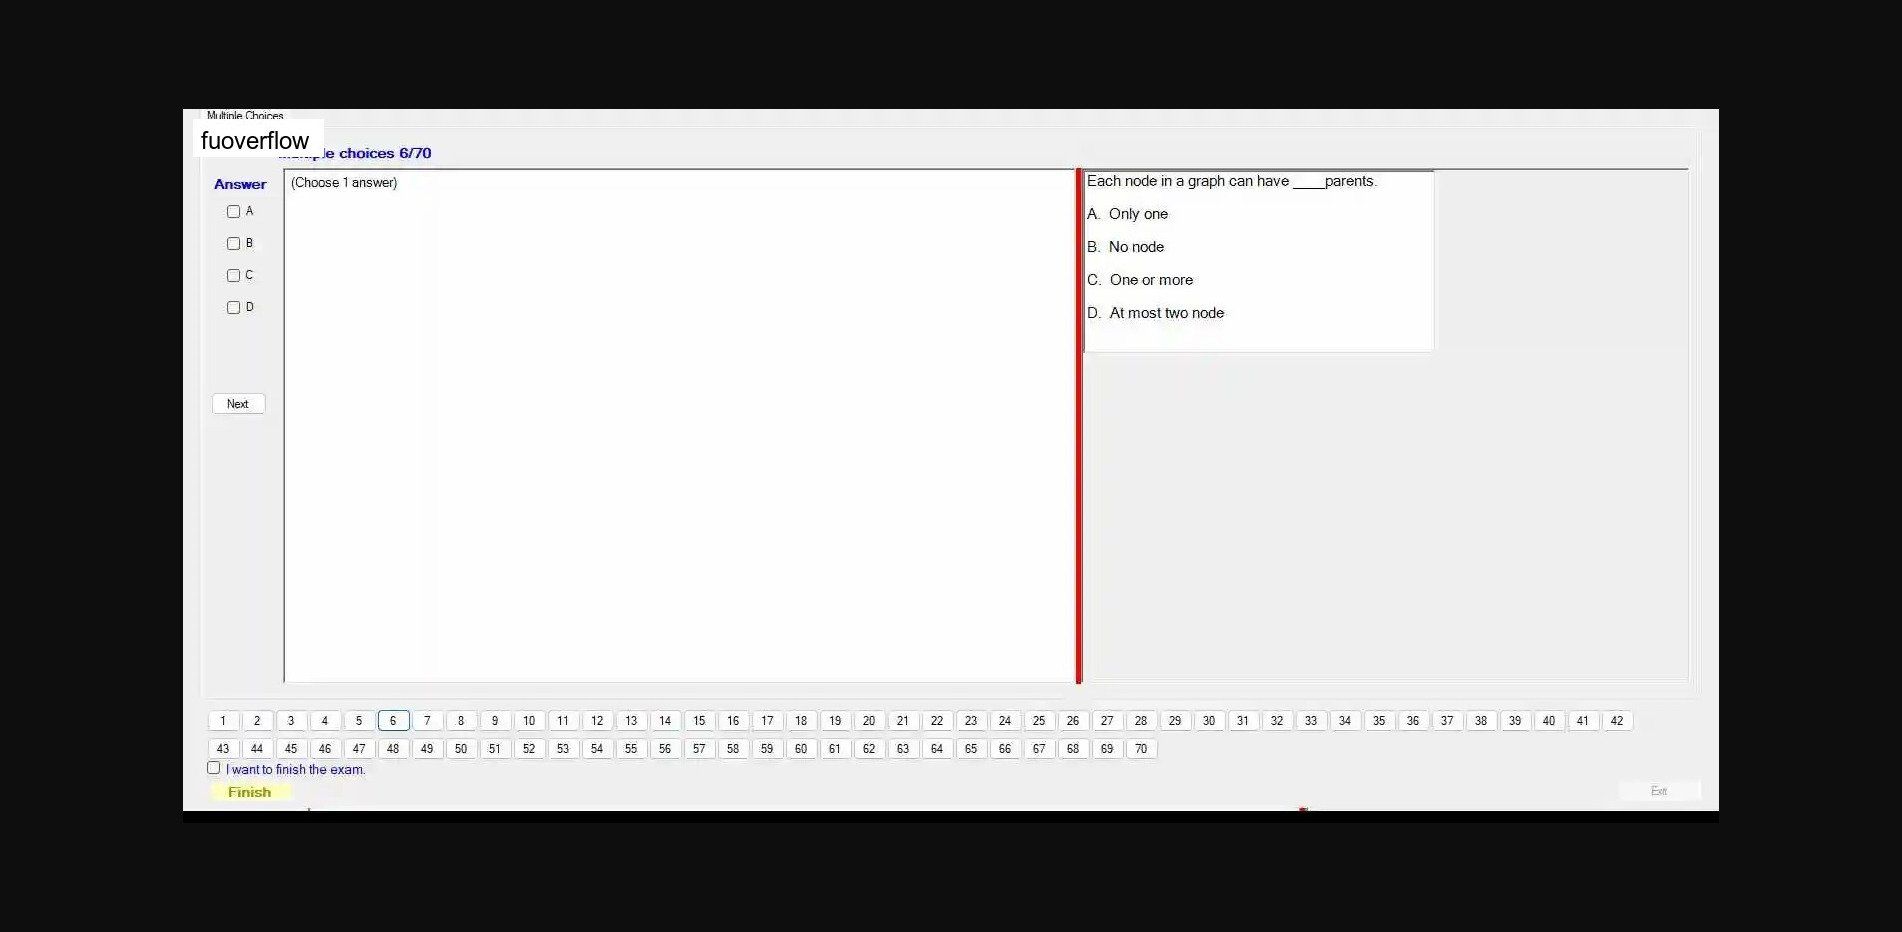 Multiple Choices
fuoverflow
choices 6/70
Answer
(Choose 1 answer)
A
B
C
D
Next
Each node in a graph can have ____parents.
A. Only one
B. No node
C. One or more
D. At most two node
1 2 3 4 5 6 7 8 9 10 11 12 13 14 15 16 17 18 19 20 21 22 23 24 25 26 27 28 29 30 31 32 33 34 35 36 37 38 39 40 41 42
43 44 45 46 47 48 49 50 51 52 53 54 55 56 57 58 59 60 61 62 63 64 65 66 67 68 69 70
I want to finish the exam.
Finish
Exit